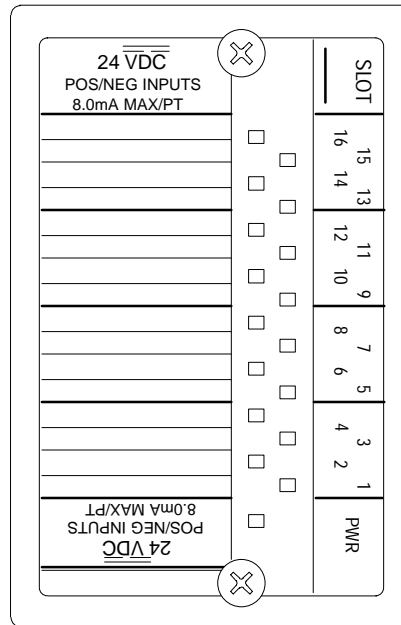 24 VDC
POS/NEG INPUTS
8.0mA MAX/PT
SLOT
16 15
14 13
12 11
10 9
8 7
6 5
4 3
2 1
PWR
24 VDC
POS/NEG INPUTS
8.0mA MAX/PT